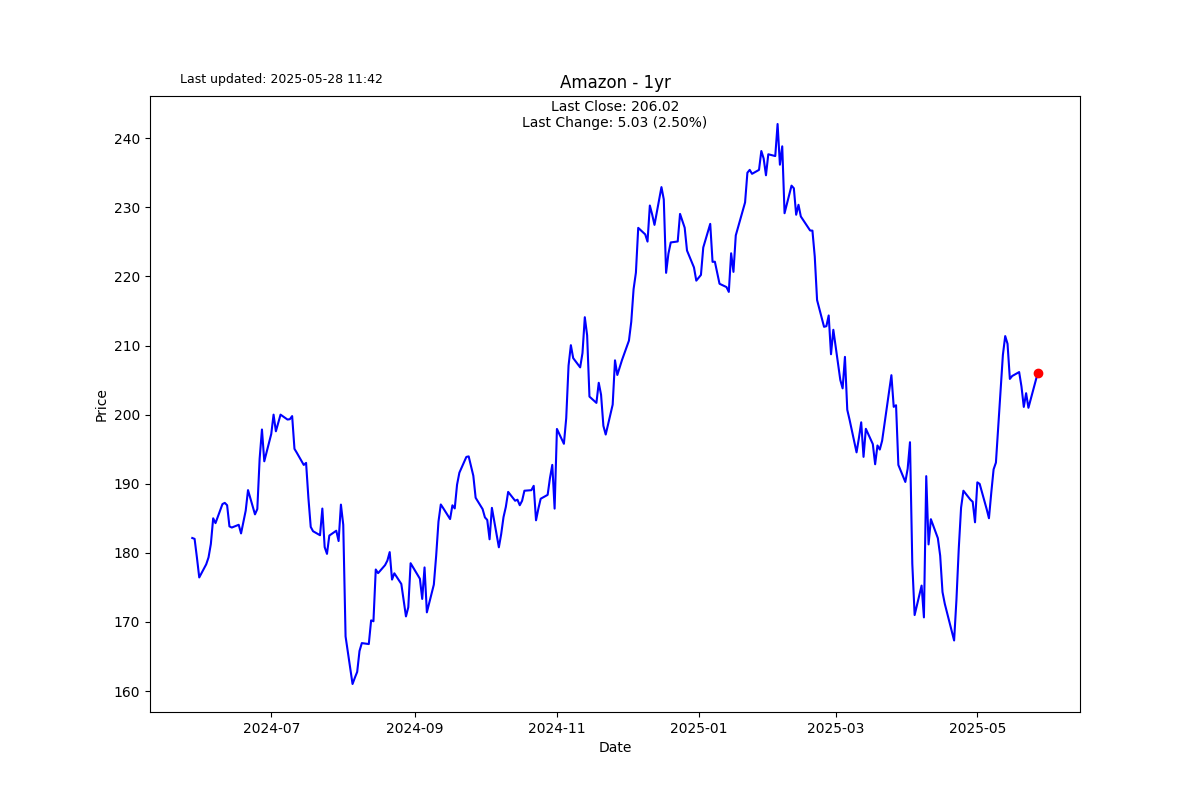 Last updated: 2025-05-28 11:42
Amazon - 1yr
Last Close: 206.02
Last Change: 5.03 (2.50%)
240
230
220
210
200
190
180
170
160
Price
2024-07
2024-09
2024-11
2025-01
2025-03
2025-05
Date